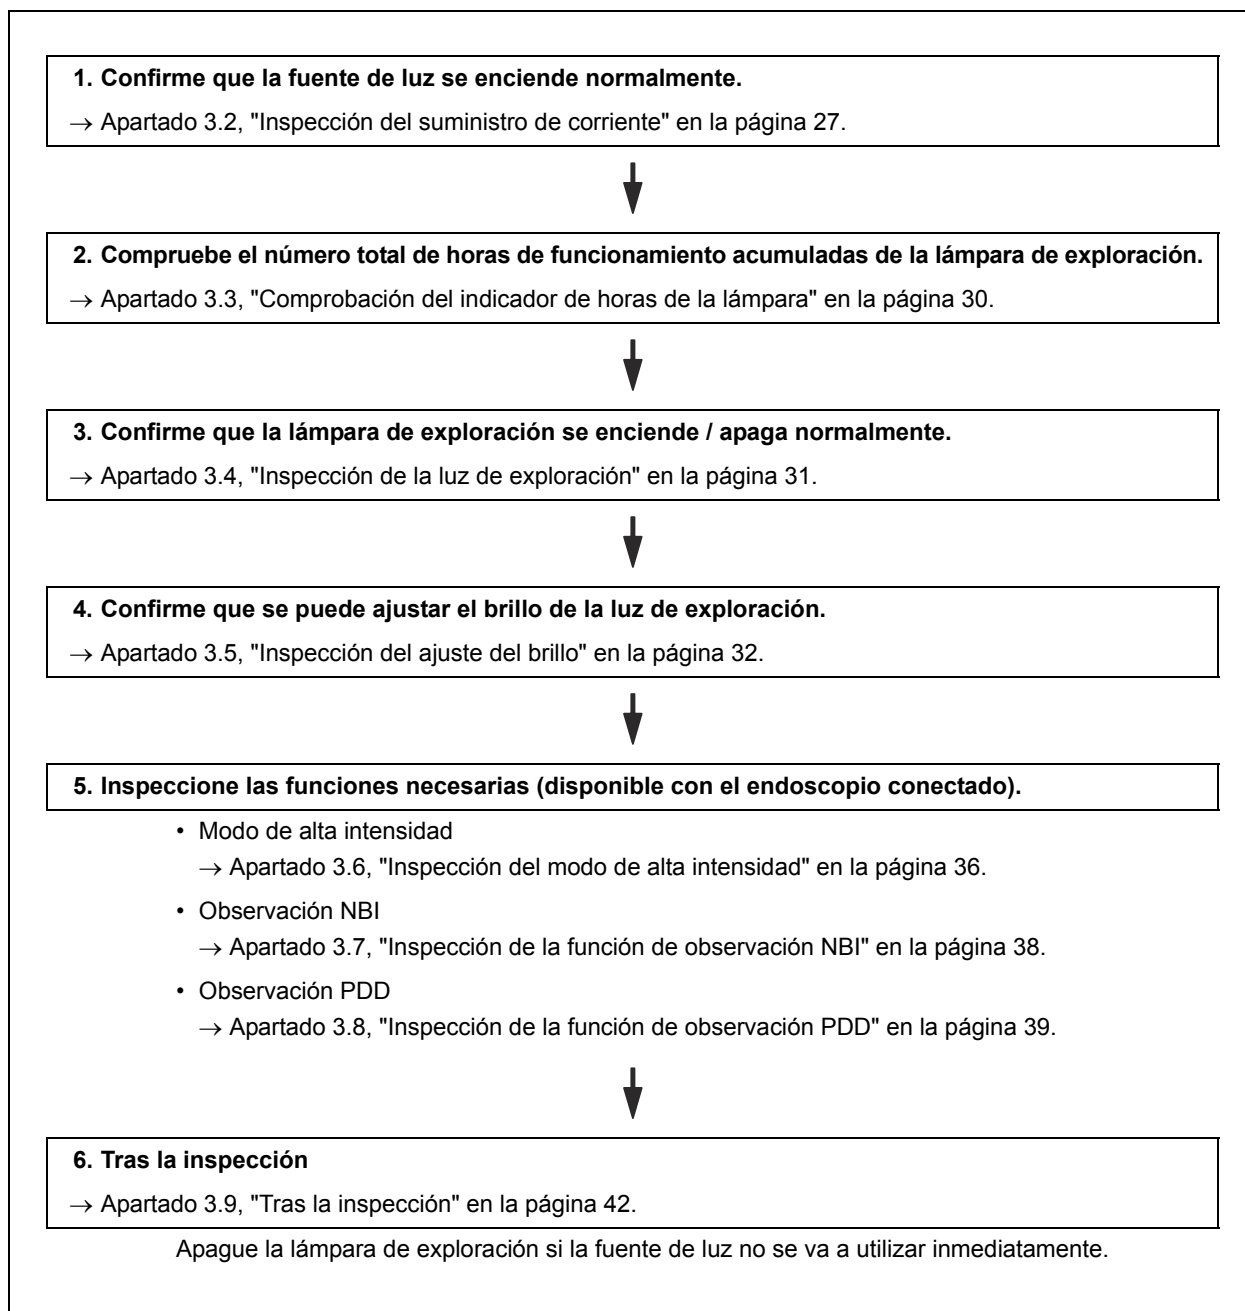 1. Confirme que la fuente de luz se enciende normalmente.
→ Apartado 3.2, "Inspección del suministro de corriente" en la página 27.
2. Compruebe el número total de horas de funcionamiento acumuladas de la lámpara de exploración.
→ Apartado 3.3, "Comprobación del indicador de horas de la lámpara" en la página 30.
3. Confirme que la lámpara de exploración se enciende / apaga normalmente.
→ Apartado 3.4, "Inspección de la luz de exploración" en la página 31.
4. Confirme que se puede ajustar el brillo de la luz de exploración.
→ Apartado 3.5, "Inspección del ajuste del brillo" en la página 32.
5. Inspeccione las funciones necesarias (disponible con el endoscopio conectado).
• Modo de alta intensidad
→ Apartado 3.6, "Inspección del modo de alta intensidad" en la página 36.
• Observación NBI
→ Apartado 3.7, "Inspección de la función de observación NBI" en la página 38.
• Observación PDD
→ Apartado 3.8, "Inspección de la función de observación PDD" en la página 39.
6. Tras la inspección
→ Apartado 3.9, "Tras la inspección" en la página 42.
Apague la lámpara de exploración si la fuente de luz no se va a utilizar inmediatamente.